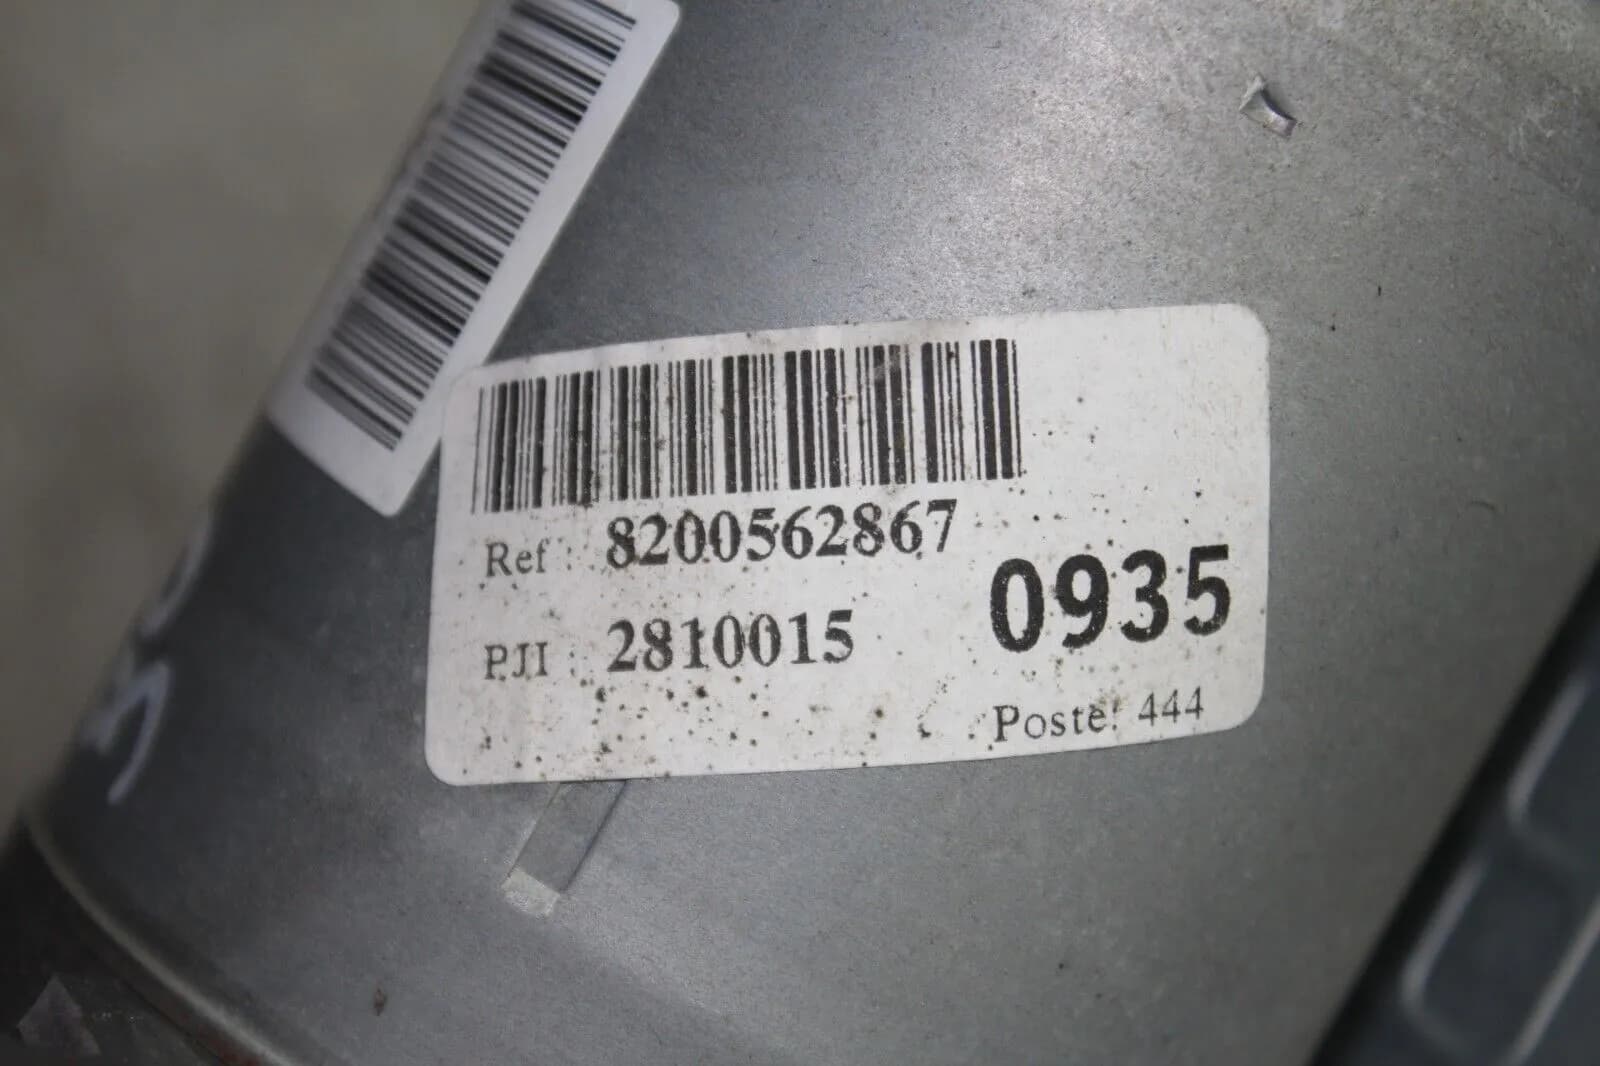 Ref : 8200562867
0935
PJI : 2810015
Poste: 444